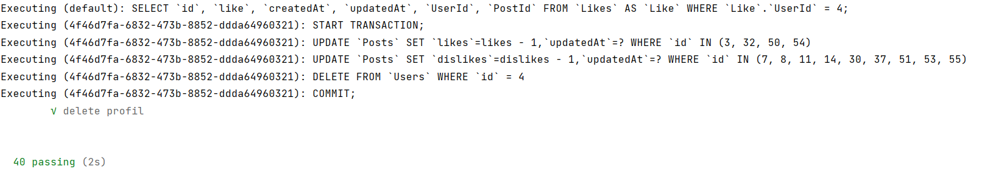 Executing (default): SELECT `id`, `like`, `createdAt`, `updatedAt`, `UserId`, `PostId` FROM `Likes` AS `Like` WHERE `Like`.`UserId` = 4;
Executing (4f46d7fa-6832-473b-8852-ddda64960321): START TRANSACTION;
Executing (4f46d7fa-6832-473b-8852-ddda64960321): UPDATE `Posts` SET `likes`=likes - 1,`updatedAt`=? WHERE `id` IN (3, 32, 50, 54)
Executing (4f46d7fa-6832-473b-8852-ddda64960321): UPDATE `Posts` SET `dislikes`=dislikes - 1,`updatedAt`=? WHERE `id` IN (7, 8, 11, 14, 30, 37, 51, 53, 55)
Executing (4f46d7fa-6832-473b-8852-ddda64960321): DELETE FROM `Users` WHERE `id` = 4
Executing (4f46d7fa-6832-473b-8852-ddda64960321): COMMIT;
√ delete profil
40 passing (2s)